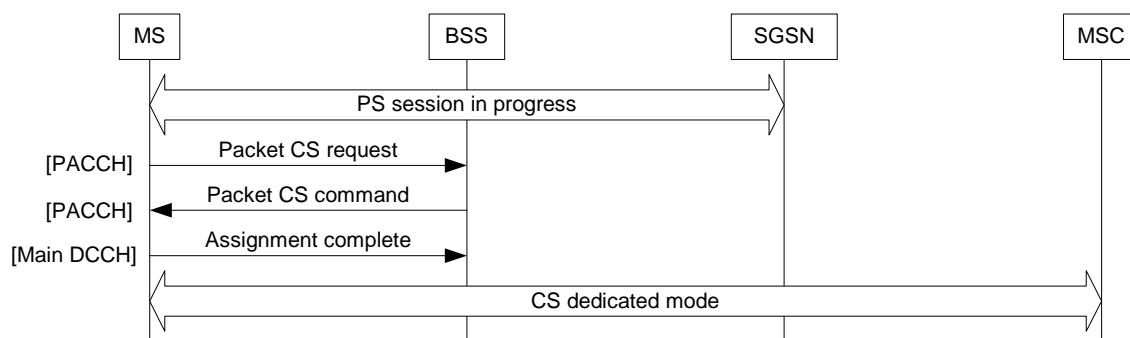 MS
BSS
SGSN
MSC
PS session in progress
[PACCH]
Packet CS request
[PACCH]
Packet CS command
[Main DCCH]
Assignment complete
CS dedicated mode